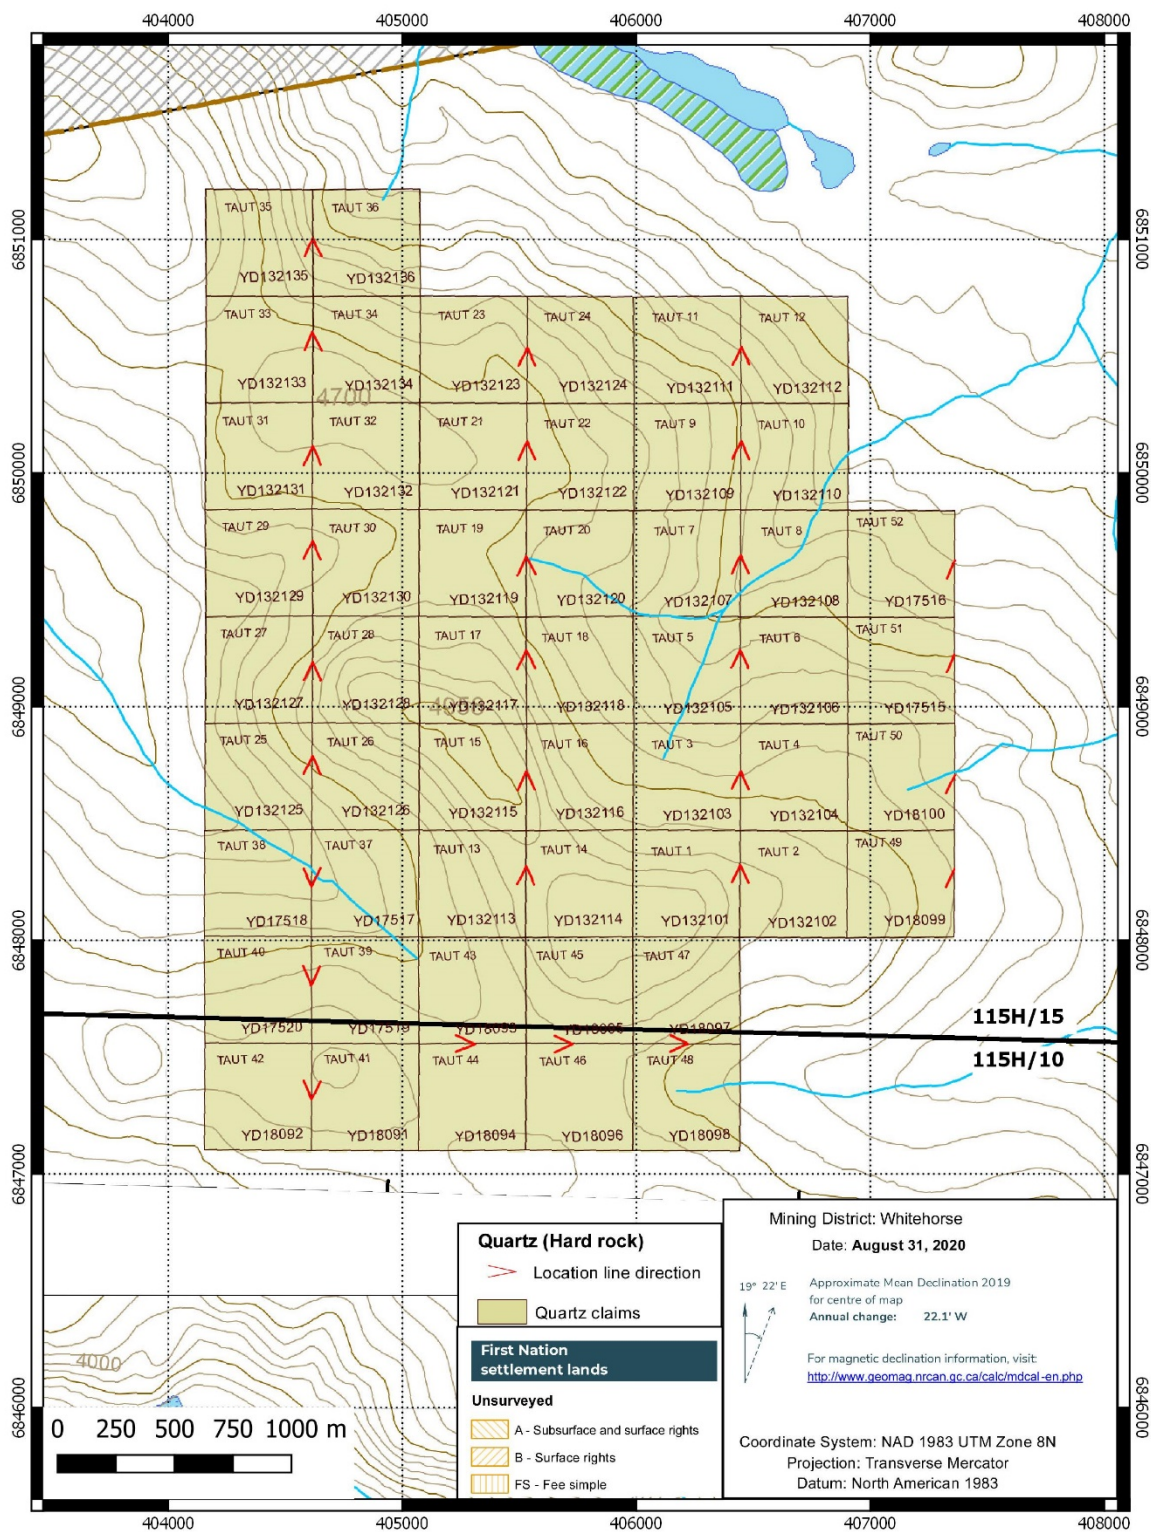 404000 405000 406000 407000 408000
TAUT 35 TAUT 36
6851000 6851000
YD132135 YD132136
TAUT 33 TAUT 34 TAUT 23 TAUT 24 TAUT 11 TAUT 12
YD132133 YD132134 YD132123 YD132124 YD132111 YD132112
4700
TAUT 31 TAUT 32 TAUT 21 TAUT 22 TAUT 9 TAUT 10
6850000 6850000
YD132131 YD132132 YD132121 YD132122 YD132109 YD132110
TAUT 29 TAUT 30 TAUT 19 TAUT 20 TAUT 7 TAUT 8 TAUT 52
YD132129 YD132130 YD132119 YD132120 YD132107 YD132108 YD17516
TAUT 27 TAUT 28 TAUT 17 TAUT 18 TAUT 5 TAUT 6 TAUT 51
YD132127 YD132128 YD132117 YD132118 YD132105 YD132106 YD17515
6849000 6849000
TAUT 25 TAUT 26 TAUT 15 TAUT 16 TAUT 3 TAUT 4 TAUT 50
YD132125 YD132126 YD132115 YD132116 YD132103 YD132104 YD18100
TAUT 38 TAUT 37 TAUT 13 TAUT 14 TAUT 1 TAUT 2 TAUT 49
YD17518 YD17517 YD132113 YD132114 YD132101 YD132102 YD18099
6848000 6848000
TAUT 40 TAUT 39 TAUT 43 TAUT 45 TAUT 47
115H/15
YD17520 YD17519 YD18097
115H/10
TAUT 42 TAUT 41 TAUT 44 TAUT 46 TAUT 48
YD18092 YD18091 YD18094 YD18096 YD18098
6847000 6847000
Quartz (Hard rock)
Location line direction
Quartz claims
First Nation
settlement lands
Unsurveyed
A - Subsurface and surface rights
B - Surface rights
FS - Fee simple
Mining District: Whitehorse
Date: August 31, 2020
19° 22' E
Approximate Mean Declination 2019
for centre of map
Annual change: 22.1' W
For magnetic declination information, visit:
http://www.geomag.nrcan.gc.ca/calc/mdcal-en.php
Coordinate System: NAD 1983 UTM Zone 8N
Projection: Transverse Mercator
Datum: North American 1983
4000
6846000 6846000
0 250 500 750 1000 m
404000 405000 406000 407000 408000